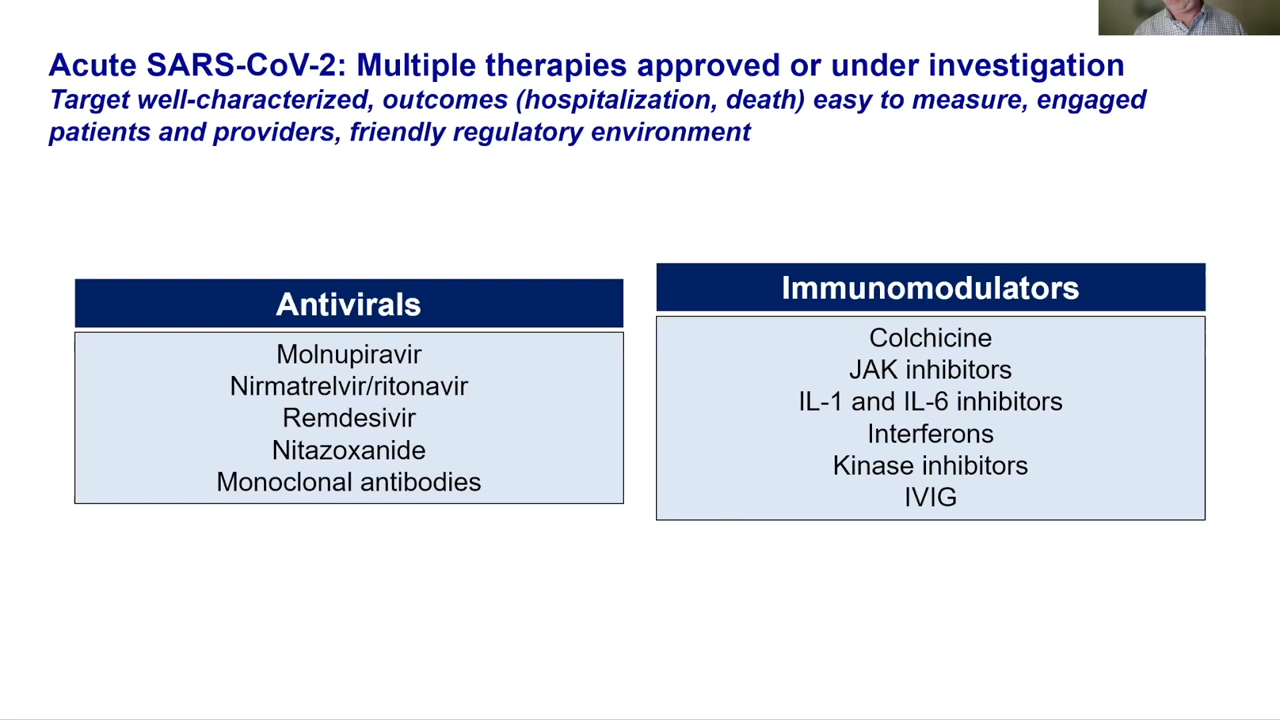 Acute SARS-CoV-2: Multiple therapies approved or under investigation
Target well-characterized, outcomes (hospitalization, death) easy to measure, engaged
patients and providers, friendly regulatory environment
Antivirals
Molnupiravir
Nirmatrelvir/ritonavir
Remdesivir
Nitazoxanide
Monoclonal antibodies
Immunomodulators
Colchicine
JAK inhibitors
IL-1 and IL-6 inhibitors
Interferons
Kinase inhibitors
IVIG